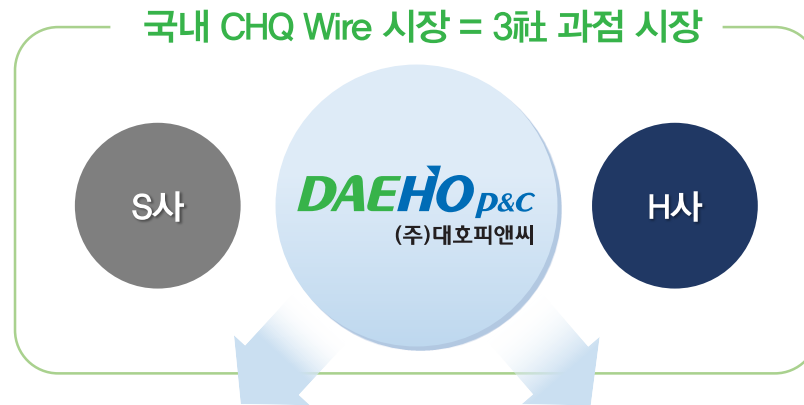 국내 CHQ Wire 시장 = 3社 과점 시장
S사
DAEHO P&C
(주)대호피앤씨
H사